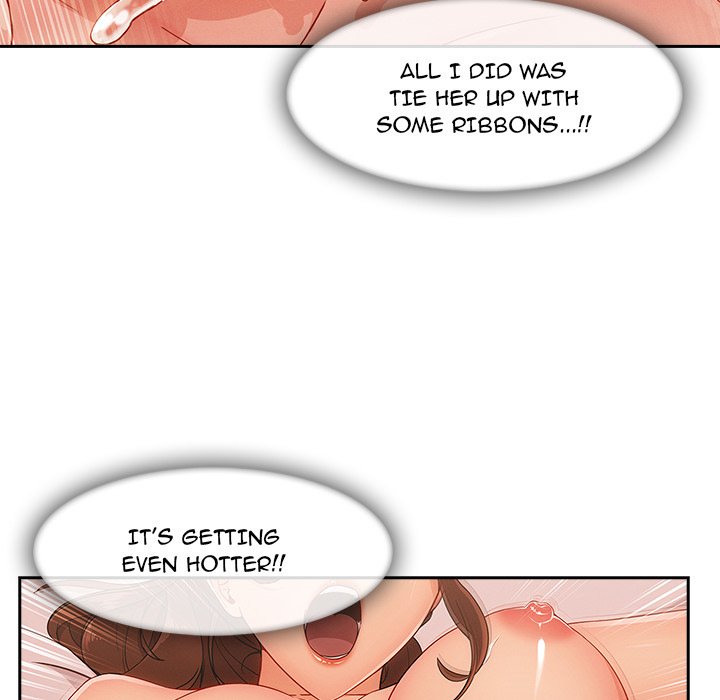 ALL I DID WAS
TIE HER UP WITH
SOME RIBBONS...!!
IT'S GETTING
EVEN HOTTER!!